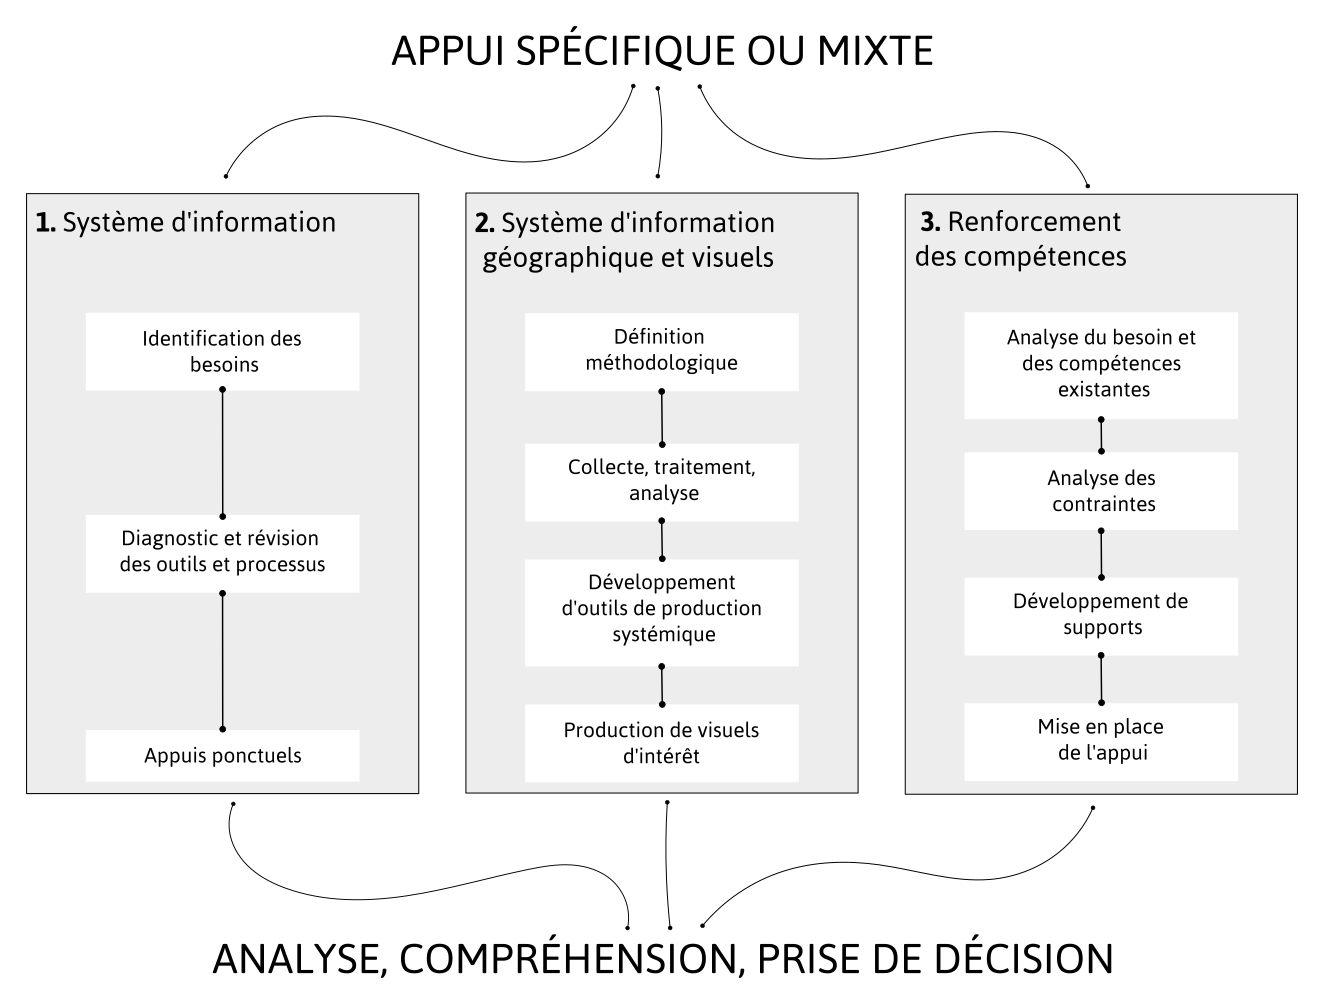 APPUI SPÉCIFIQUE OU MIXTE
1. Système d'information
Identification des
besoins
Diagnostic et révision
des outils et processus
Appuis ponctuels
2. Système d'information
géographique et visuels
Définition
méthodologique
Collecte, traitement,
analyse
Développement
d'outils de production
systémique
Production de visuels
d'intérêt
3. Renforcement
des compétences
Analyse du besoin et
des compétences
existantes
Analyse des
contraintes
Développement de
supports
Mise en place
de l'appui
ANALYSE, COMPRÉHENSION, PRISE DE DÉCISION